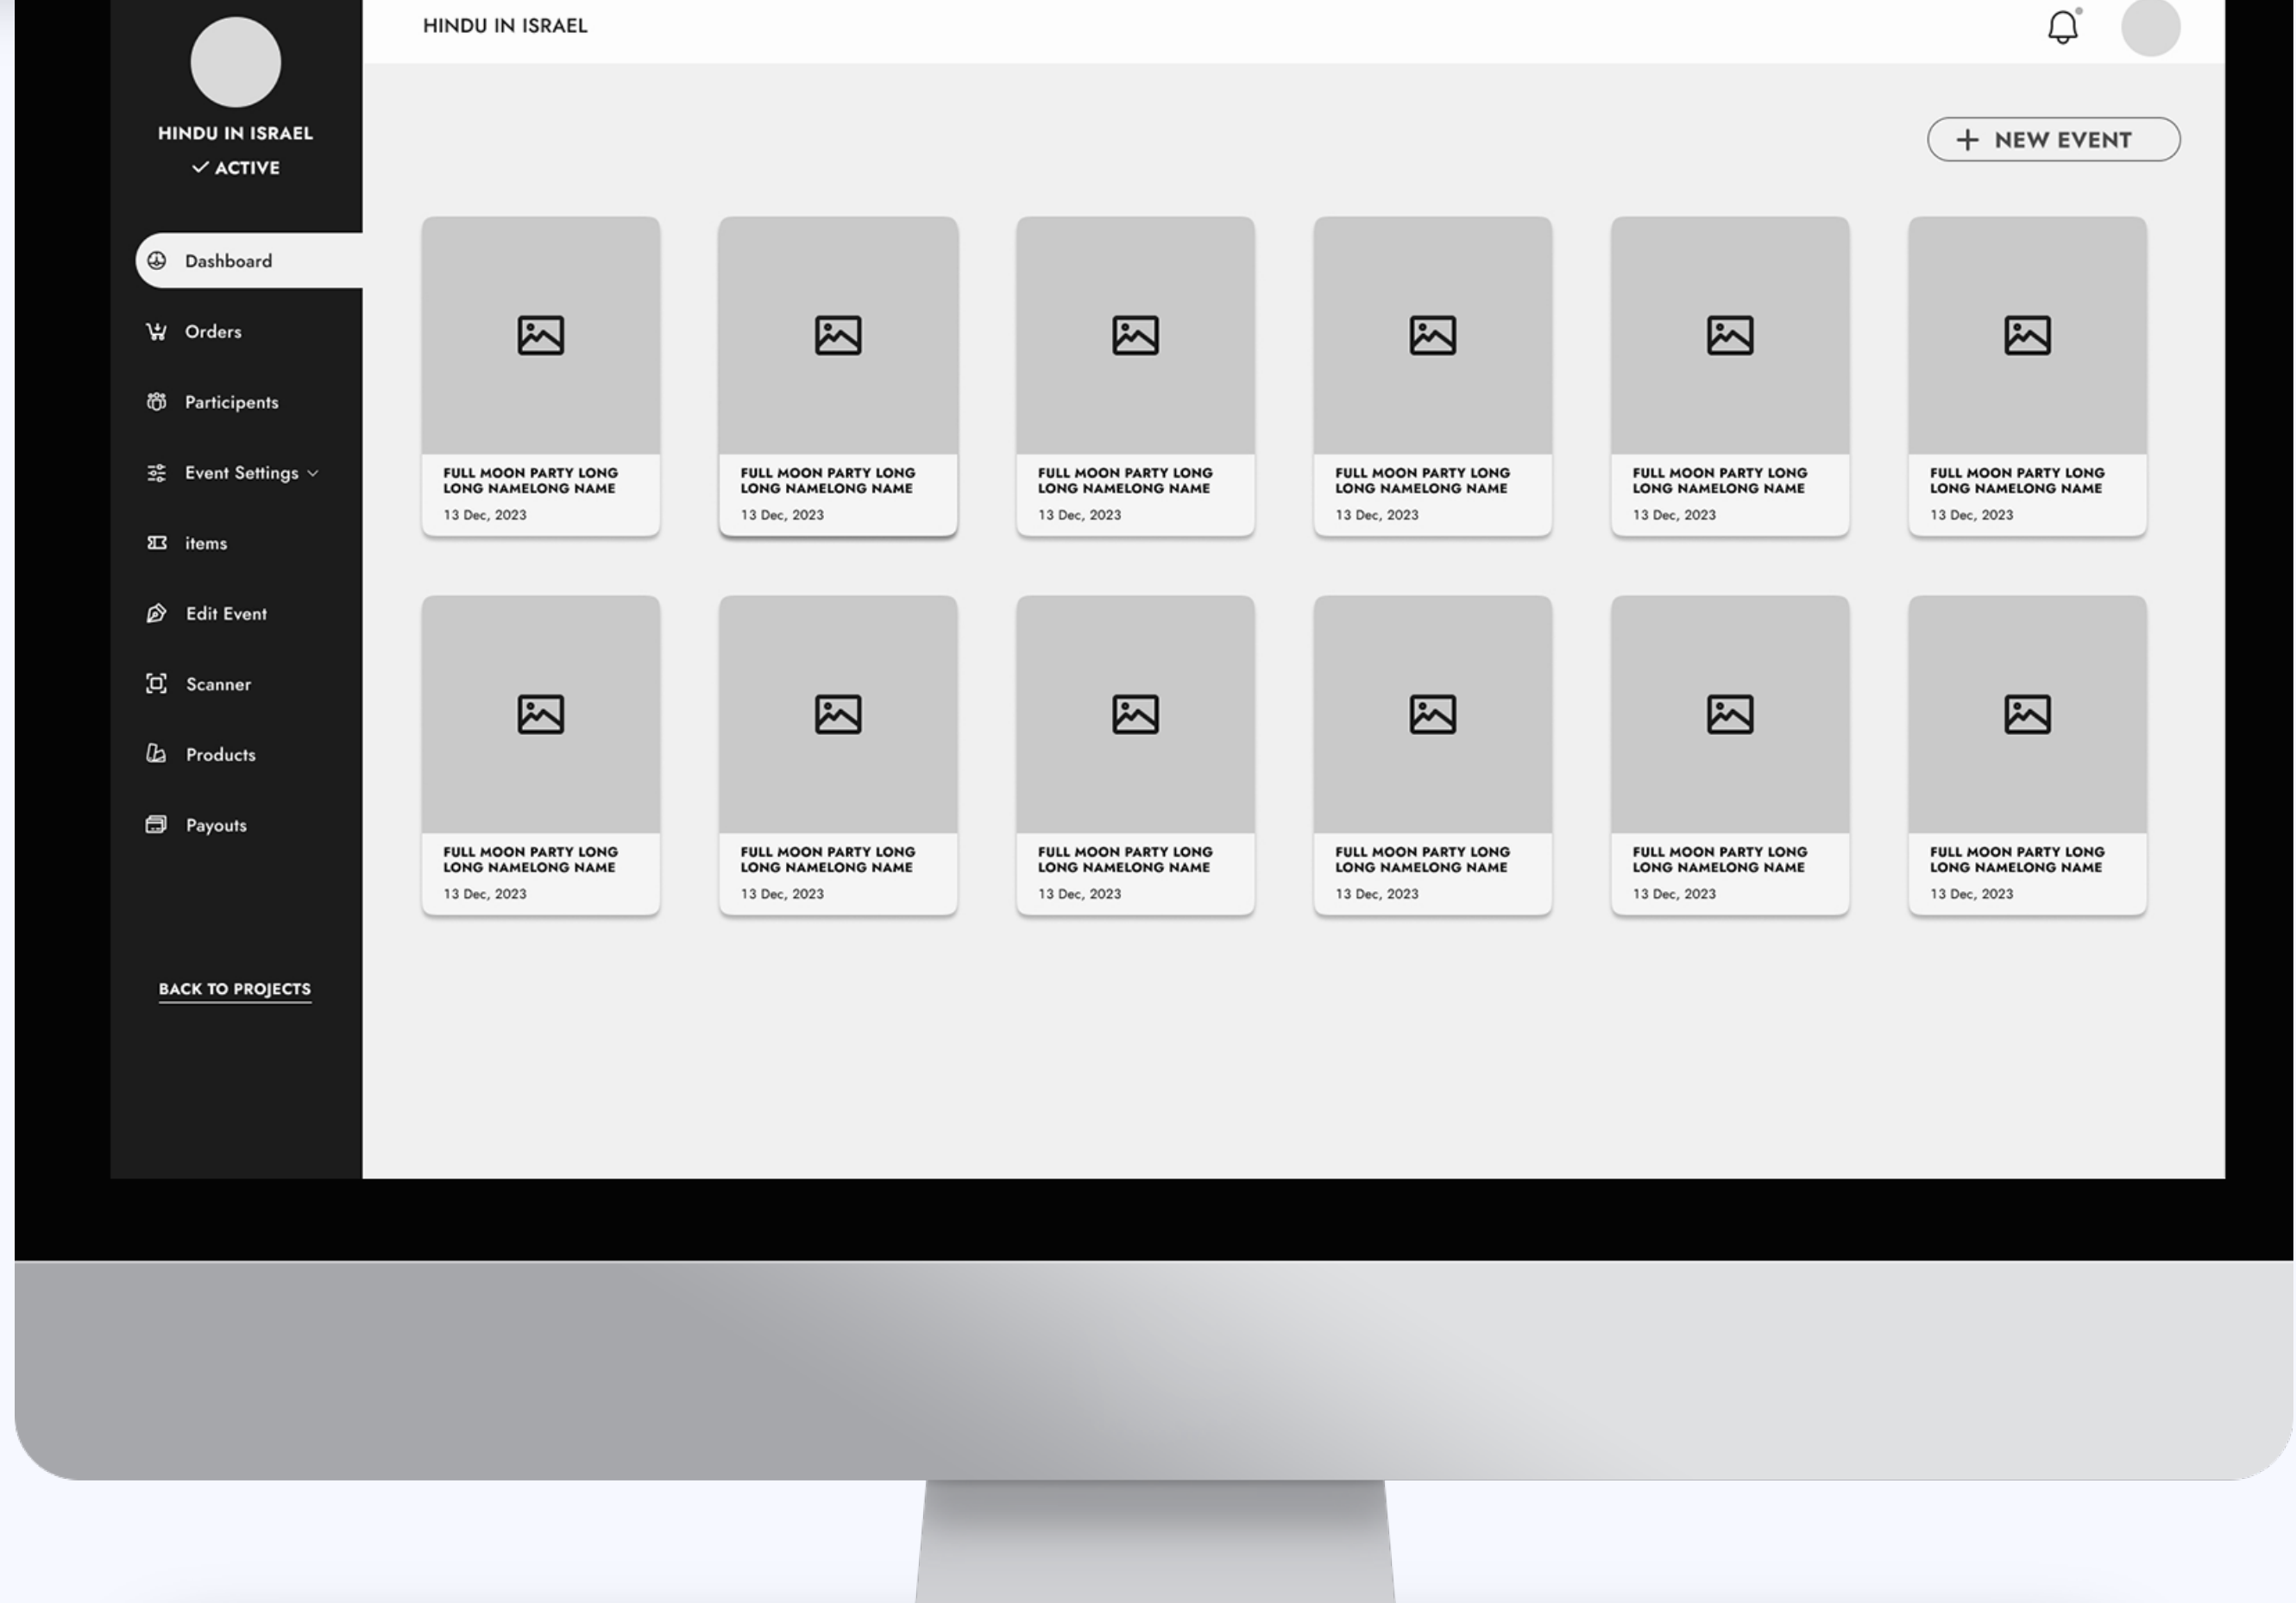 HINDU IN ISRAEL
HINDU IN ISRAEL
ACTIVE
Dashboard
Orders
Participents
Event Settings
items
Edit Event
Scanner
Products
Payouts
BACK TO PROJECTS
NEW EVENT
FULL MOON PARTY LONG
LONG NAMELONG NAME
13 Dec, 2023
FULL MOON PARTY LONG
LONG NAMELONG NAME
13 Dec, 2023
FULL MOON PARTY LONG
LONG NAMELONG NAME
13 Dec, 2023
FULL MOON PARTY LONG
LONG NAMELONG NAME
13 Dec, 2023
FULL MOON PARTY LONG
LONG NAMELONG NAME
13 Dec, 2023
FULL MOON PARTY LONG
LONG NAMELONG NAME
13 Dec, 2023
FULL MOON PARTY LONG
LONG NAMELONG NAME
13 Dec, 2023
FULL MOON PARTY LONG
LONG NAMELONG NAME
13 Dec, 2023
FULL MOON PARTY LONG
LONG NAMELONG NAME
13 Dec, 2023
FULL MOON PARTY LONG
LONG NAMELONG NAME
13 Dec, 2023
FULL MOON PARTY LONG
LONG NAMELONG NAME
13 Dec, 2023
FULL MOON PARTY LONG
LONG NAMELONG NAME
13 Dec, 2023